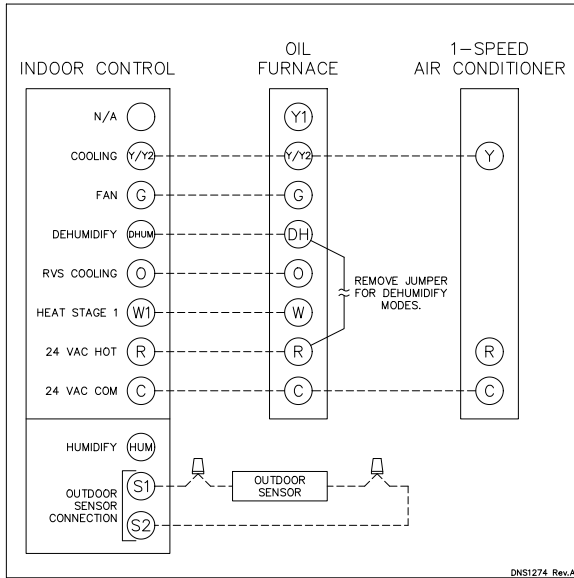 INDOOR CONTROL
OIL
FURNACE
1-SPEED
AIR CONDITIONER
N/A
Y1
COOLING Y/Y2 Y/Y2 Y
FAN G G
DEHUMIDIFY DHUM DH
RVS COOLING O O
REMOVE JUMPER
FOR DEHUMIDIFY
MODES.
HEAT STAGE 1 W1 W
24 VAC HOT R R R
24 VAC COM C C C
HUMIDIFY HUM
OUTDOOR
SENSOR
CONNECTION
S1
S2
OUTDOOR
SENSOR
DNS1274 Rev.A